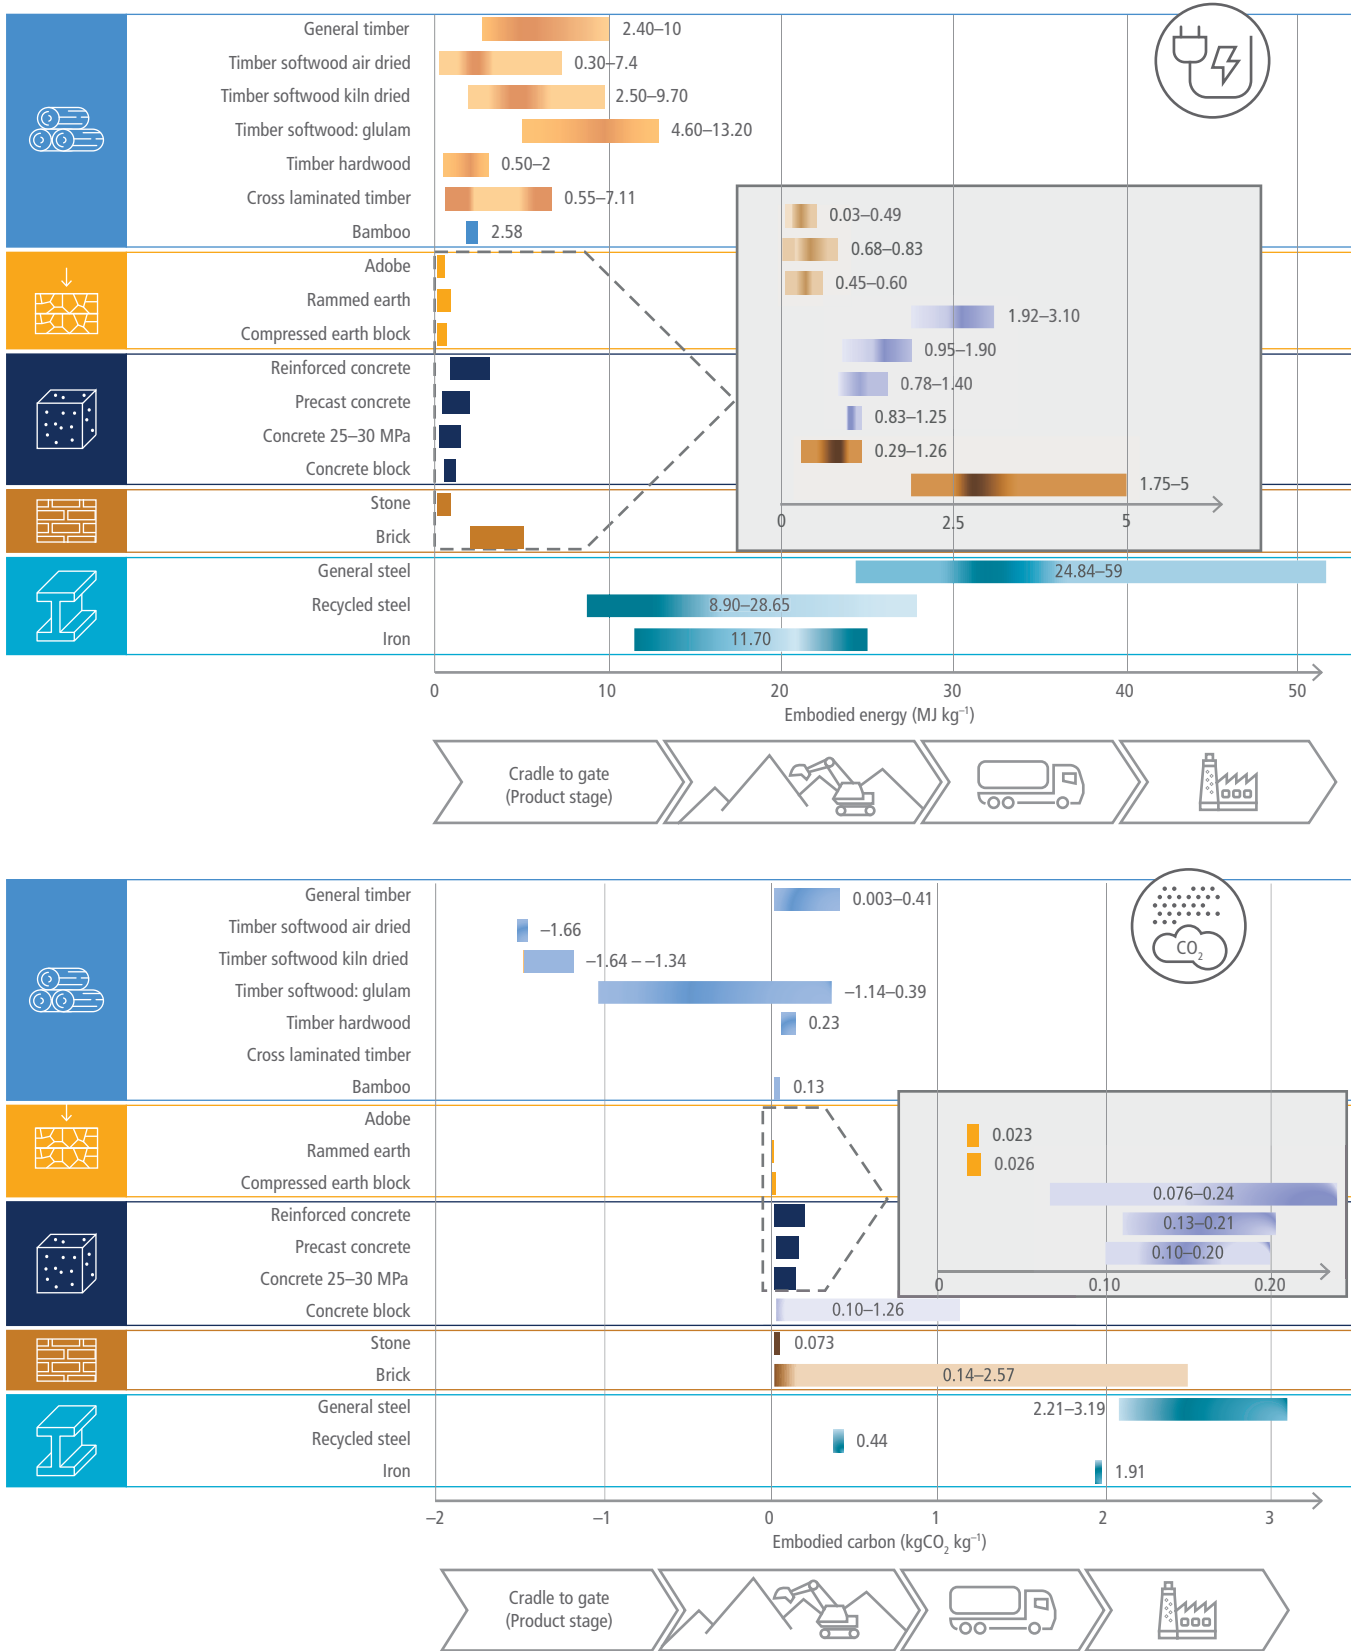 General timber 2.40–10
Timber softwood air dried 0.30–7.4
Timber softwood kiln dried 2.50–9.70
Timber softwood: glulam 4.60–13.20
Timber hardwood 0.50–2
Cross laminated timber 0.55–7.11
Bamboo 2.58
Adobe
Rammed earth
Compressed earth block
Reinforced concrete
Precast concrete
Concrete 25–30 MPa
Concrete block
Stone
Brick
0.03–0.49
0.68–0.83
0.45–0.60
1.92–3.10
0.95–1.90
0.78–1.40
0.83–1.25
0.29–1.26
1.75–5
0 2.5 5
General steel 24.84–59
Recycled steel 8.90–28.65
Iron 11.70
0 10 20 30 40 50
Embodied energy (MJ kg⁻¹)
Cradle to gate
(Product stage)
General timber 0.003–0.41
Timber softwood air dried –1.66
Timber softwood kiln dried –1.64 – –1.34
Timber softwood: glulam –1.14–0.39
Timber hardwood 0.23
Cross laminated timber
Bamboo 0.13
CO₂
Adobe
Rammed earth
Compressed earth block
Reinforced concrete
Precast concrete
Concrete 25–30 MPa
0.023
0.026
0.076–0.24
0.13–0.21
0.10–0.20
0 0.10 0.20
Concrete block 0.10–1.26
Stone 0.073
Brick 0.14–2.57
General steel 2.21–3.19
Recycled steel 0.44
Iron 1.91
–2 –1 0 1 2 3
Embodied carbon (kgCO₂ kg⁻¹)
Cradle to gate
(Product stage)